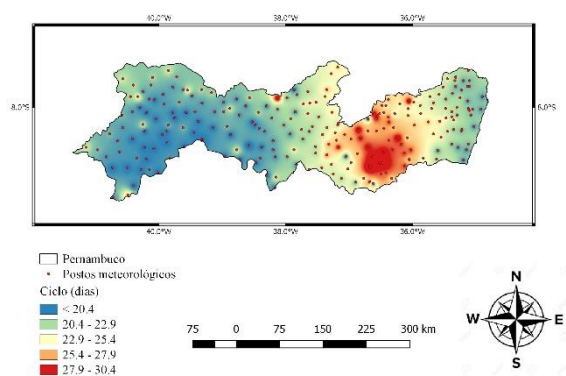 40.0°W 38.0°W 36.0°W
8.0°S
6.0°S
40.0°W 38.0°W 36.0°W
Pernambuco
Postos meteorológicos
Ciclo (dias)
< 20.4
20.4 - 22.9
22.9 - 25.4
25.4 - 27.9
27.9 - 30.4
75 0 75 150 225 300 km
N
W E
S